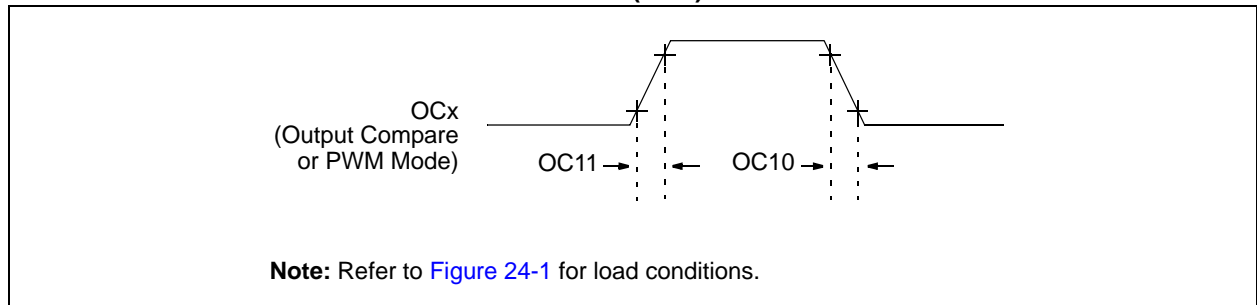 OCx
(Output Compare
or PWM Mode)
OC11
OC10
Note: Refer to Figure 24-1 for load conditions.